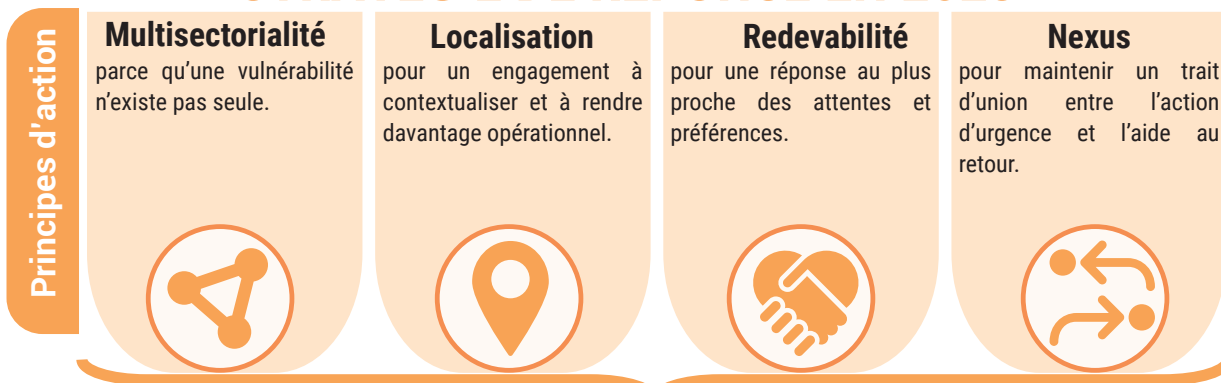 Principes d'action
Multisectorialité
parce qu'une vulnérabilité
n'existe pas seule.
Localisation
pour un engagement à
contextualiser et à rendre
davantage opérationnel.
Redevabilité
pour une réponse au plus
proche des attentes et
préférences.
Nexus
pour maintenir un trait
d'union entre l'action
d'urgence et l'aide au
retour.